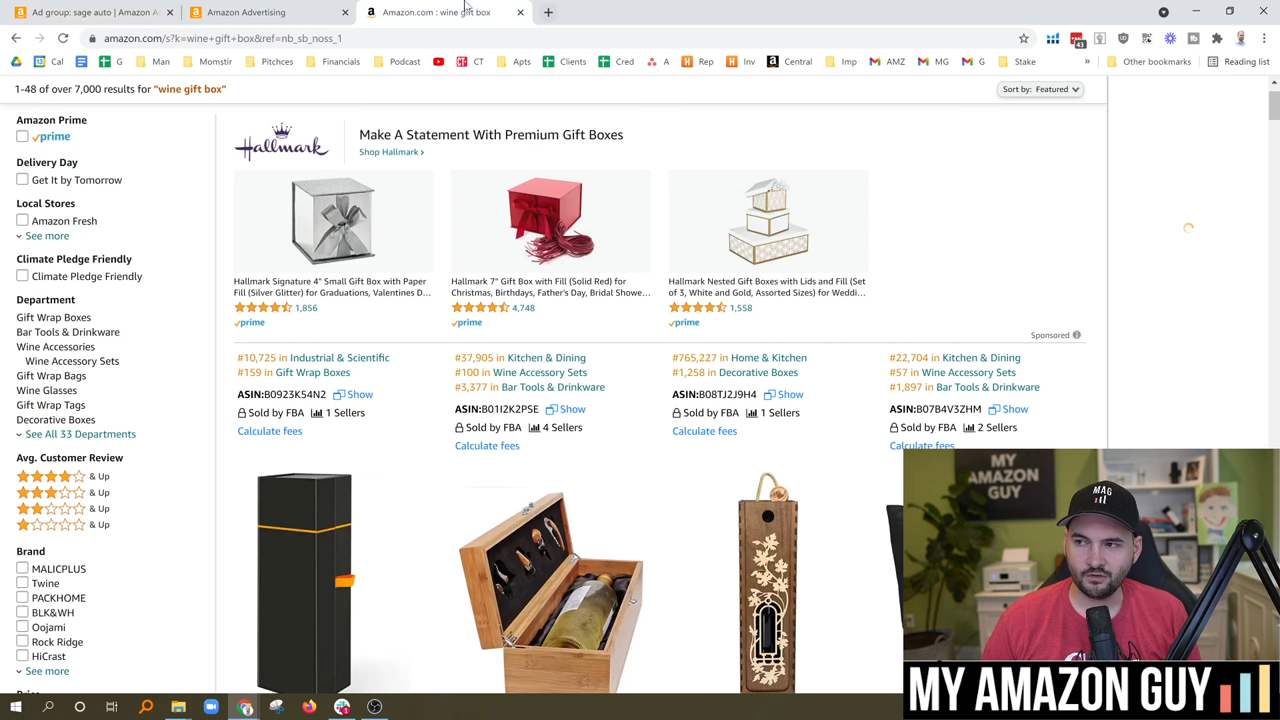 Ad group: sage auto | Amazon A
Amazon Advertising
Amazon.com : wine gift box
amazon.com/s?k=wine+gift+box&ref=nb_sb_noss_1
43
Cal
G
Man
Momstir
Pitchces
Financials
Podcast
CT
Apts
Clients
Cred
A
Rep
Inv
Central
Imp
AMZ
MG
G
Stake
»
Other bookmarks
Reading list
1-48 of over 7,000 results for "wine gift box"
Sort by: Featured
Amazon Prime
prime
Delivery Day
Get It by Tomorrow
Local Stores
Amazon Fresh
See more
Climate Pledge Friendly
Climate Pledge Friendly
Department
Gift Wrap Boxes
Bar Tools & Drinkware
Wine Accessories
Wine Accessory Sets
Gift Wrap Bags
Wine Glasses
Gift Wrap Tags
Decorative Boxes
See All 33 Departments
Avg. Customer Review
& Up
& Up
& Up
& Up
Brand
MALICPLUS
Twine
PACKHOME
BLK&WH
Oojami
Rock Ridge
HiCrast
See more
Hallmark
Make A Statement With Premium Gift Boxes
Shop Hallmark ›
Hallmark Signature 4" Small Gift Box with Paper
Fill (Silver Glitter) for Graduations, Valentines D...
1,856
prime
Hallmark 7" Gift Box with Fill (Solid Red) for
Christmas, Birthdays, Father's Day, Bridal Showe...
4,748
prime
Hallmark Nested Gift Boxes with Lids and Fill (Set
of 3, White and Gold, Assorted Sizes) for Weddi...
1,558
prime
Sponsored
#10,725 in Industrial & Scientific
#159 in Gift Wrap Boxes
ASIN:B0923K54N2 Show
Sold by FBA 1 Sellers
Calculate fees
#37,905 in Kitchen & Dining
#100 in Wine Accessory Sets
#3,377 in Bar Tools & Drinkware
ASIN:B01I2K2PSE Show
Sold by FBA 4 Sellers
Calculate fees
#765,227 in Home & Kitchen
#1,258 in Decorative Boxes
ASIN:B08TJ2J9H4 Show
Sold by FBA 1 Sellers
Calculate fees
#22,704 in Kitchen & Dining
#57 in Wine Accessory Sets
#1,897 in Bar Tools & Drinkware
ASIN:B07B4V3ZHM Show
Sold by FBA 2 Sellers
Calculate fees
MY
AMAZON
GUY
MAG
MY AMAZON GUY